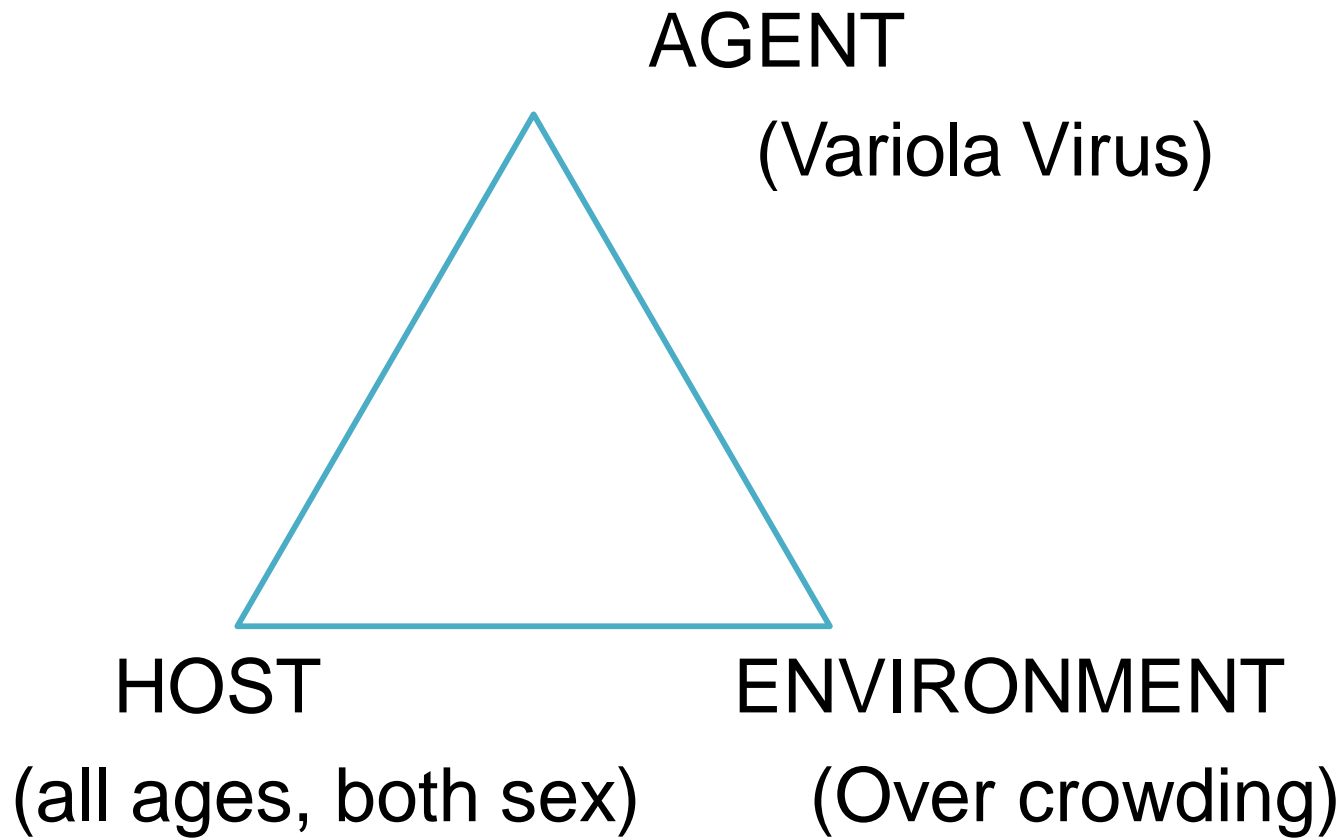 AGENT
(Variola Virus)
HOST
(all ages, both sex)
ENVIRONMENT
(Over crowding)